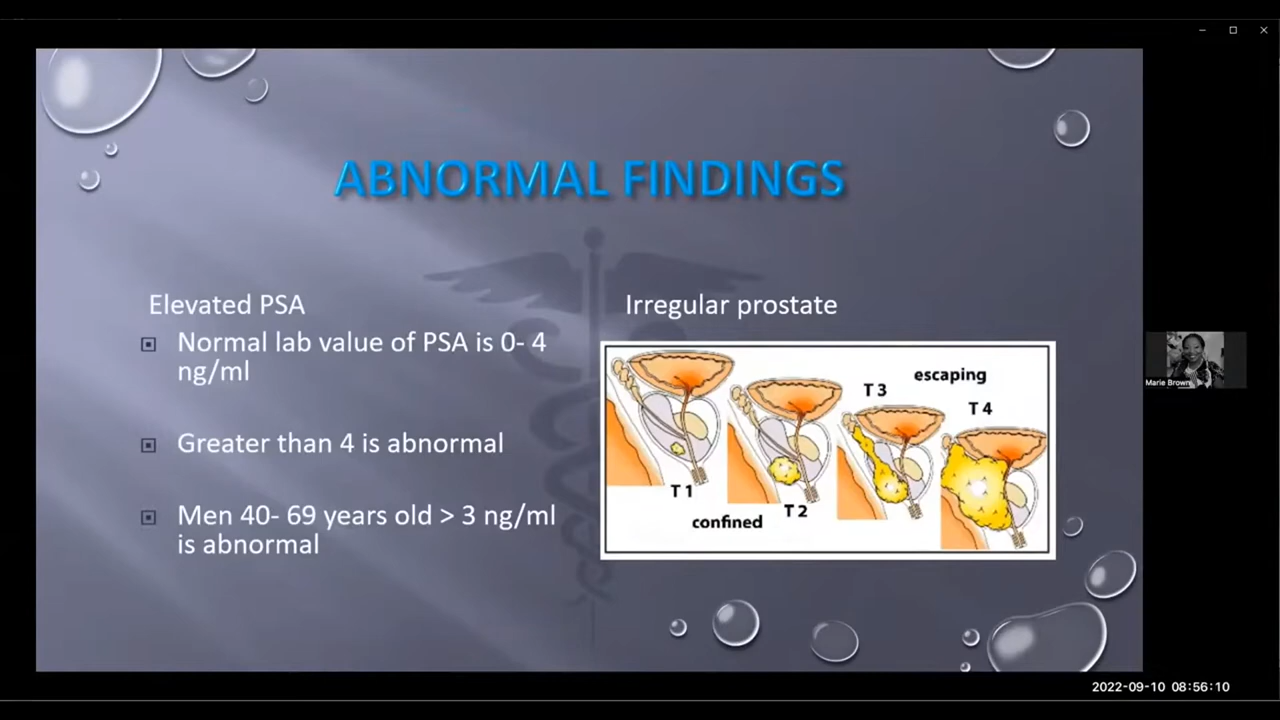 ABNORMAL FINDINGS
Elevated PSA
Normal lab value of PSA is 0- 4
ng/ml
Greater than 4 is abnormal
Men 40- 69 years old > 3 ng/ml
is abnormal
Irregular prostate
escaping
T 3
T 4
T 1
T 2
confined
Marie Brown
2022-09-10 08:56:10